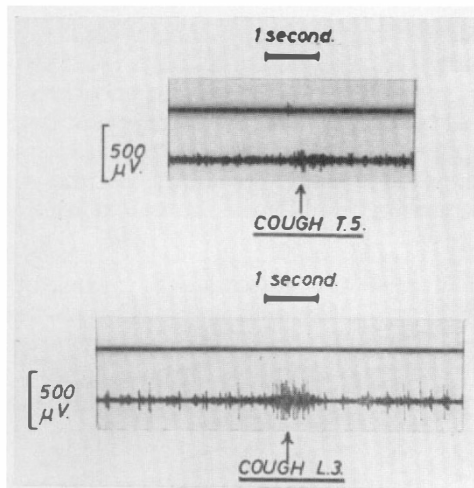 1 second.
500
μV.
COUGH T.5.
1 second.
500
μV.
COUGH L.3.